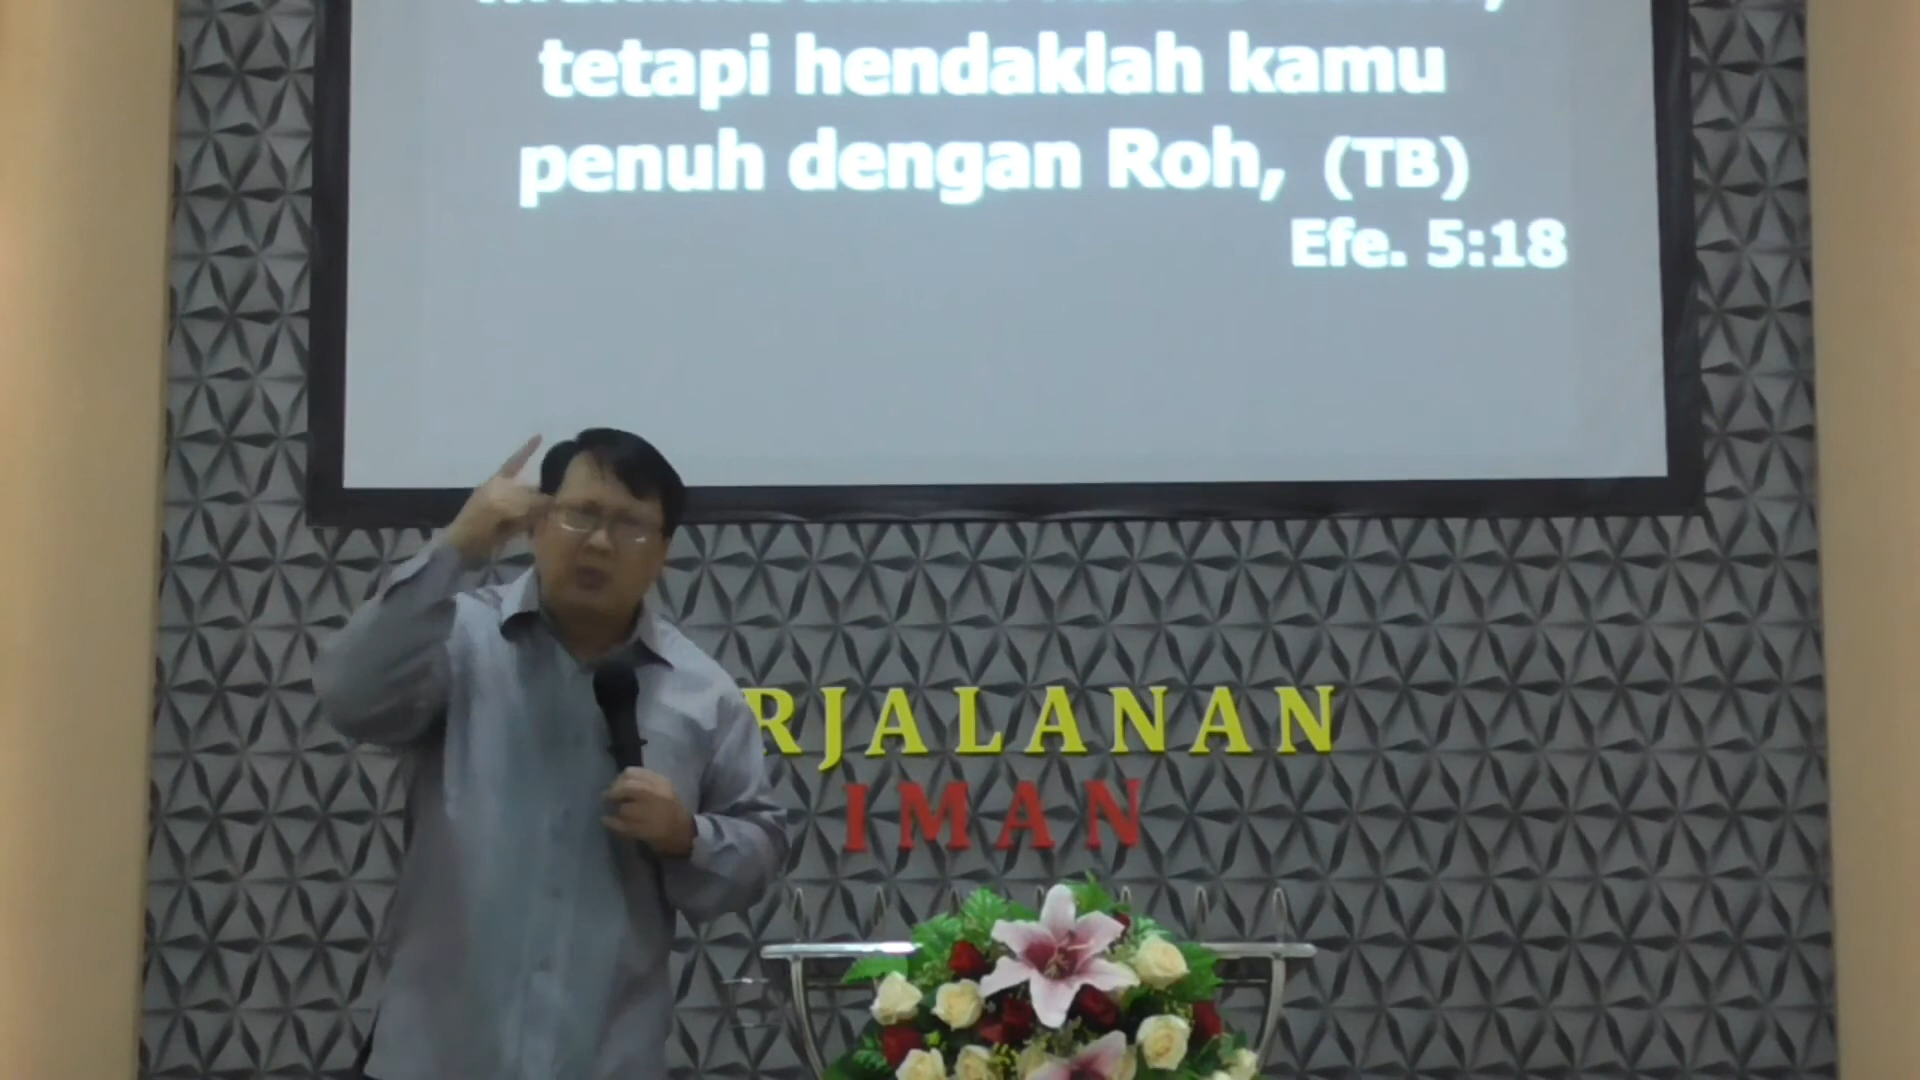 tetapi hendaklah kamu
penuh dengan Roh, (TB)
Efe. 5:18
RJALANAN
IMAN